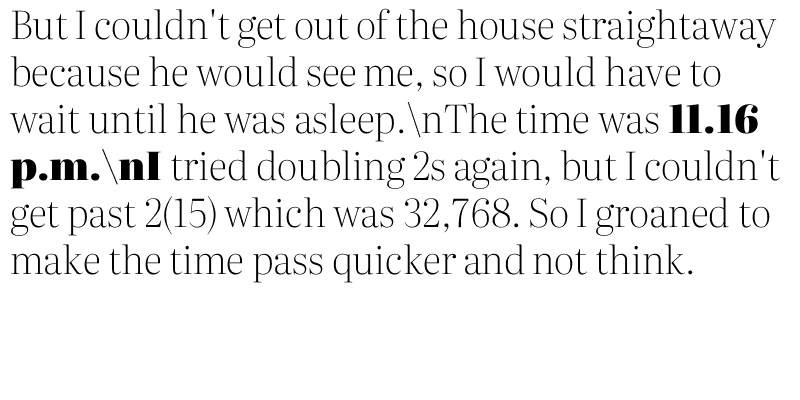 But I couldn't get out of the house straightaway
because he would see me, so I would have to
wait until he was asleep.\nThe time was 11.16
p.m.\nI tried doubling 2s again, but I couldn't
get past 2(15) which was 32,768. So I groaned to
make the time pass quicker and not think.